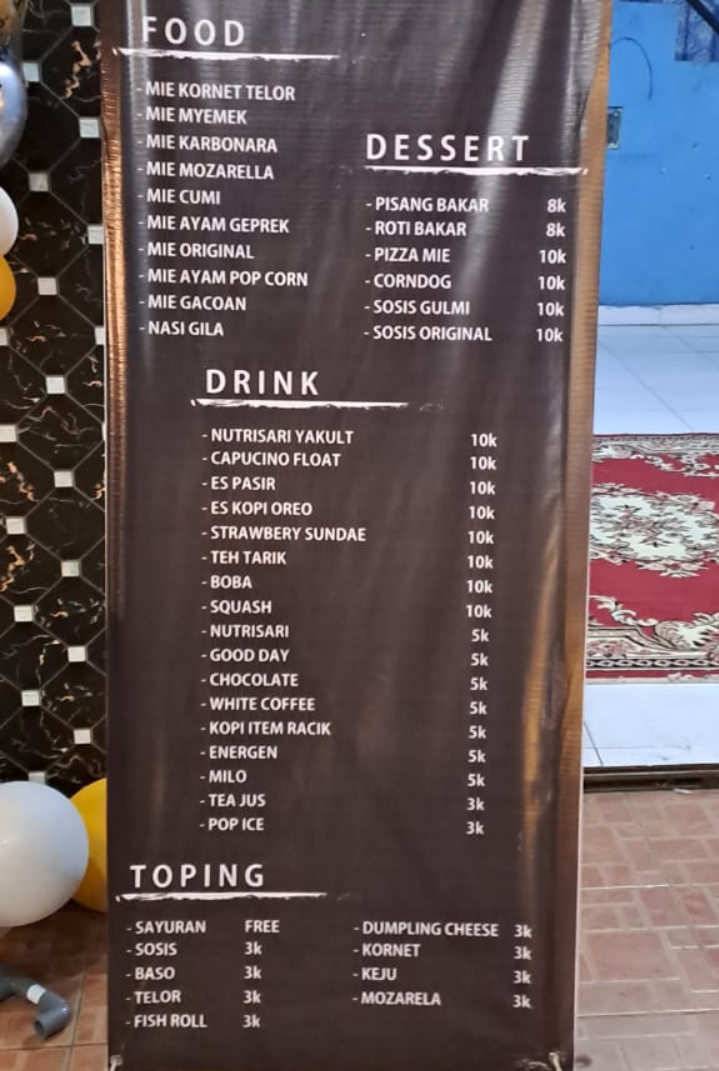 FOOD
- MIE KORNET TELOR
- MIE MYEMEK
- MIE KARBONARA
- MIE MOZARELLA
- MIE CUMI
- MIE AYAM GEPREK
- MIE ORIGINAL
- MIE AYAM POP CORN
- MIE GACOAN
- NASI GILA
DESSERT
- PISANG BAKAR 8k
- ROTI BAKAR 8k
- PIZZA MIE 10k
- CORNDOG 10k
- SOSIS GULMI 10k
- SOSIS ORIGINAL 10k
DRINK
- NUTRISARI YAKULT 10k
- CAPUCINO FLOAT 10k
- ES PASIR 10k
- ES KOPI OREO 10k
- STRAWBERY SUNDAE 10k
- TEH TARIK 10k
- BOBA 10k
- SQUASH 10k
- NUTRISARI 5k
- GOOD DAY 5k
- CHOCOLATE 5k
- WHITE COFFEE 5k
- KOPI ITEM RACIK 5k
- ENERGEN 5k
- MILO 5k
- TEA JUS 3k
- POP ICE 3k
TOPING
- SAYURAN FREE
- SOSIS 3k
- BASO 3k
- TELOR 3k
- FISH ROLL 3k
- DUMPLING CHEESE 3k
- KORNET 3k
- KEJU 3k
- MOZARELA 3k